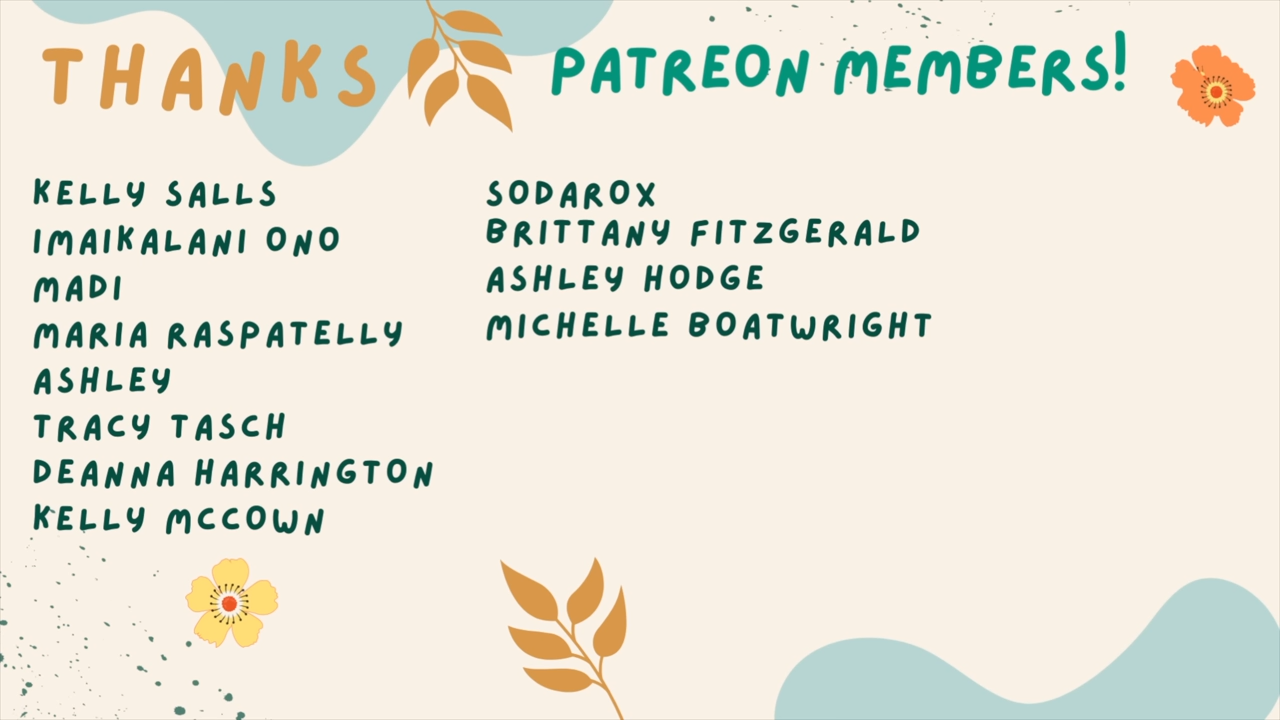 THANKS PATREON MEMBERS!
KELLY SALLS
IMAIKALANI ONO
MADI
MARIA RASPATELLY
ASHLEY
TRACY TASCH
DEANNA HARRINGTON
KELLY MCCOWN
SODAROX
BRITTANY FITZGERALD
ASHLEY HODGE
MICHELLE BOATWRIGHT